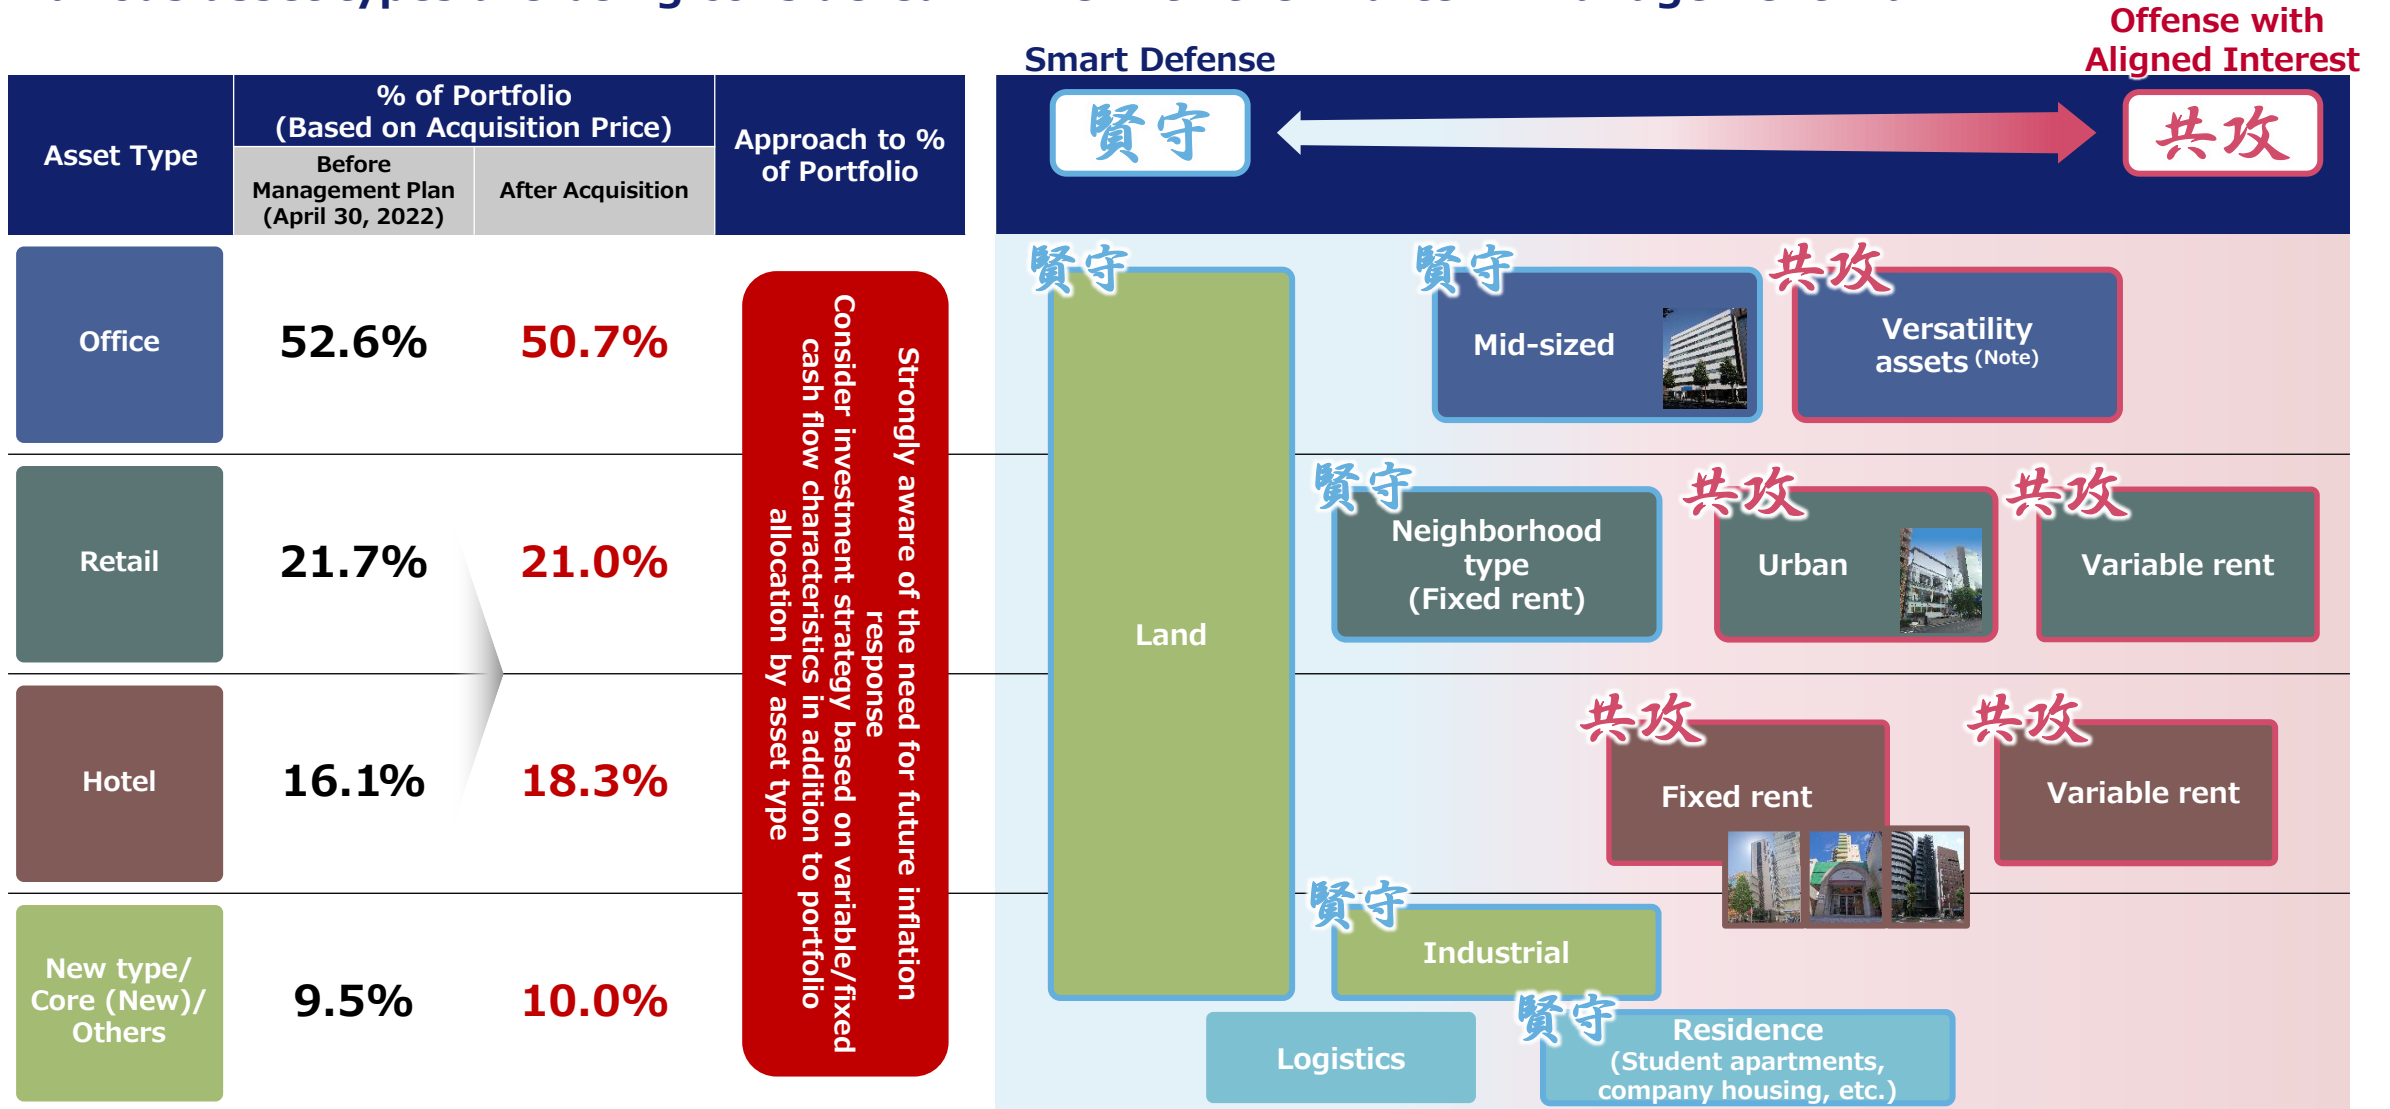 Smart Defense
Offense with
Aligned Interest
賢守
共攻
Asset Type
% of Portfolio
(Based on Acquisition Price)
Before
Management Plan
(April 30, 2022)
After Acquisition
Approach to %
of Portfolio
Office
52.6%
50.7%
Retail
21.7%
21.0%
Hotel
16.1%
18.3%
New type/
Core (New)/
Others
9.5%
10.0%
Strongly aware of the need for future inflation
response
Consider investment strategy based on variable/fixed
cash flow characteristics in addition to portfolio
allocation by asset type
賢守
Land
賢守
Mid-sized
共攻
Versatility
assets (Note)
賢守
Neighborhood
type
(Fixed rent)
共攻
Urban
共攻
Variable rent
共攻
Fixed rent
共攻
Variable rent
賢守
Industrial
Logistics
賢守
Residence
(Student apartments,
company housing, etc.)